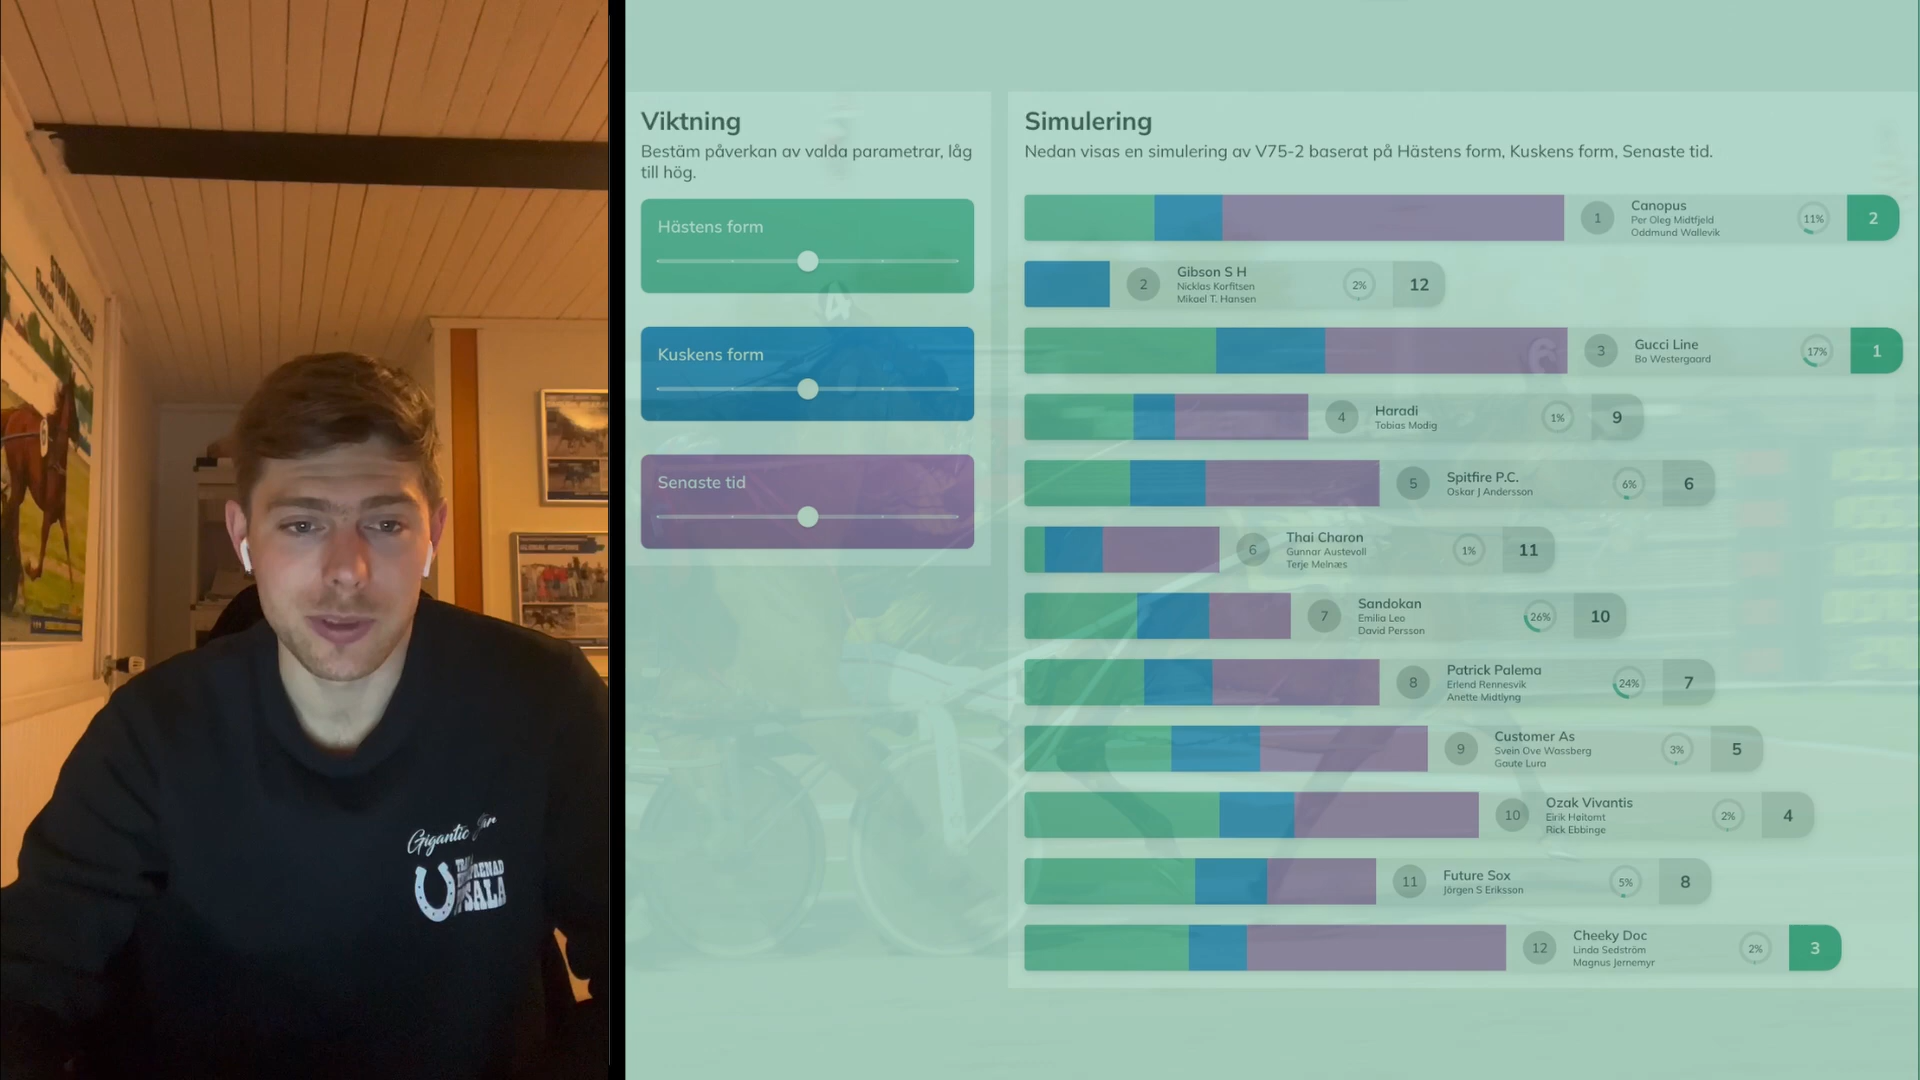 Viktning
Bestäm påverkan av valda parametrar, låg
till hög.
Hästens form
Kuskens form
Senaste tid
Simulering
Nedan visas en simulering av V75-2 baserat på Hästens form, Kuskens form, Senaste tid.
1
Canopus
Per Oleg Midtfjeld
Oddmund Wallevik
11%
2
2
Gibson S H
Nicklas Korfitsen
Mikael T. Hansen
2%
12
3
Gucci Line
Bo Westergaard
17%
1
4
Haradi
Tobias Modig
1%
9
5
Spitfire P.C.
Oskar J Andersson
6%
6
6
Thai Charon
Gunnar Austevoll
Terje Melnæs
1%
11
7
Sandokan
Emilia Leo
David Persson
26%
10
8
Patrick Palema
Erlend Rennesvik
Anette Midtlyng
24%
7
9
Customer As
Svein Ove Wassberg
Gaute Lura
3%
5
10
Ozak Vivantis
Eirik Høitomt
Rick Ebbinge
2%
4
11
Future Sox
Jörgen S Eriksson
5%
8
12
Cheeky Doc
Linda Sedström
Magnus Jernemyr
2%
3
4
6
Gigantic
SALA